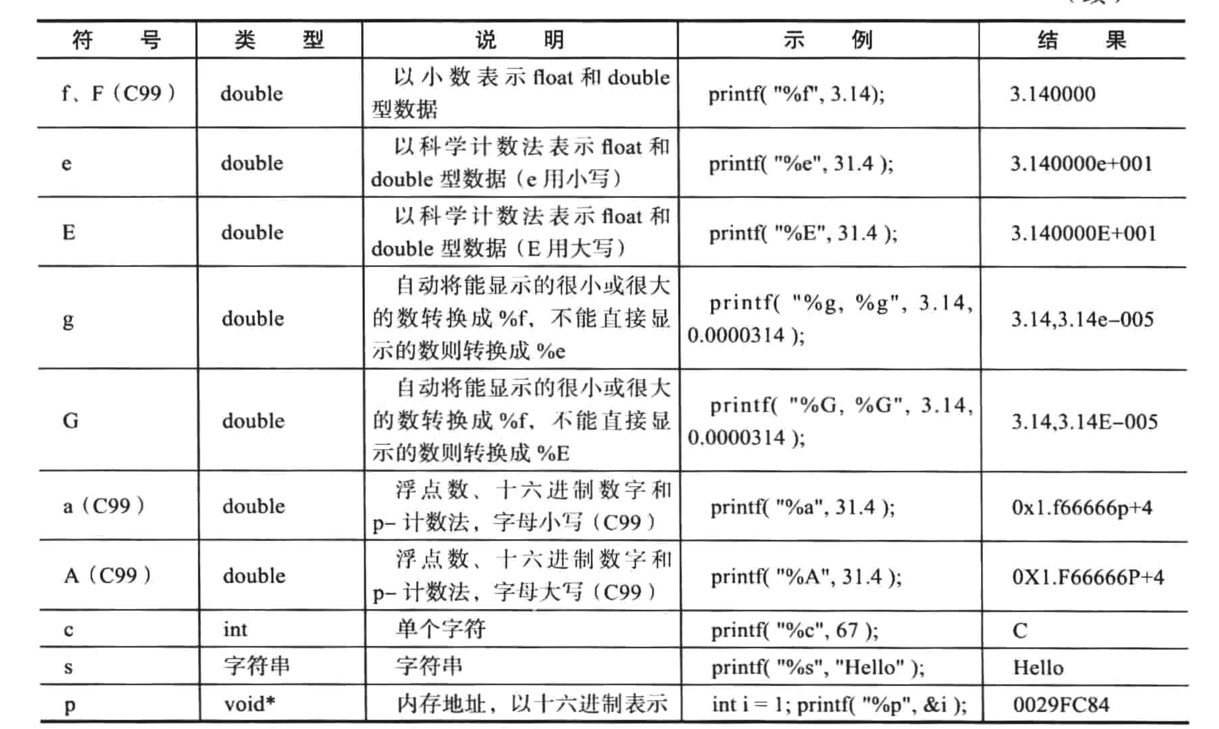 符 号 类 型 说 明 示 例 结 果
f、F（C99） double 以小数表示 float 和 double 型数据 printf( "%f", 3.14); 3.140000
e double 以科学计数法表示 float 和 double 型数据（e 用小写） printf( "%e", 31.4 ); 3.140000e+001
E double 以科学计数法表示 float 和 double 型数据（E 用大写） printf( "%E", 31.4 ); 3.140000E+001
g double 自动将能显示的很小或很大的数转换成 %f，不能直接显示的数则转换成 %e printf( "%g, %g", 3.14, 0.0000314 ); 3.14,3.14e–005
G double 自动将能显示的很小或很大的数转换成 %f，不能直接显示的数则转换成 %E printf( "%G, %G", 3.14, 0.0000314 ); 3.14,3.14E–005
a（C99） double 浮点数、十六进制数字和 p– 计数法，字母小写（C99） printf( "%a", 31.4 ); 0x1.f66666p+4
A（C99） double 浮点数、十六进制数字和 p– 计数法，字母大写（C99） printf( "%A", 31.4 ); 0X1.F66666P+4
c int 单个字符 printf( "%c", 67 ); C
s 字符串 字符串 printf( "%s", "Hello" ); Hello
p void* 内存地址，以十六进制表示 int i = 1; printf( "%p", &i ); 0029FC84